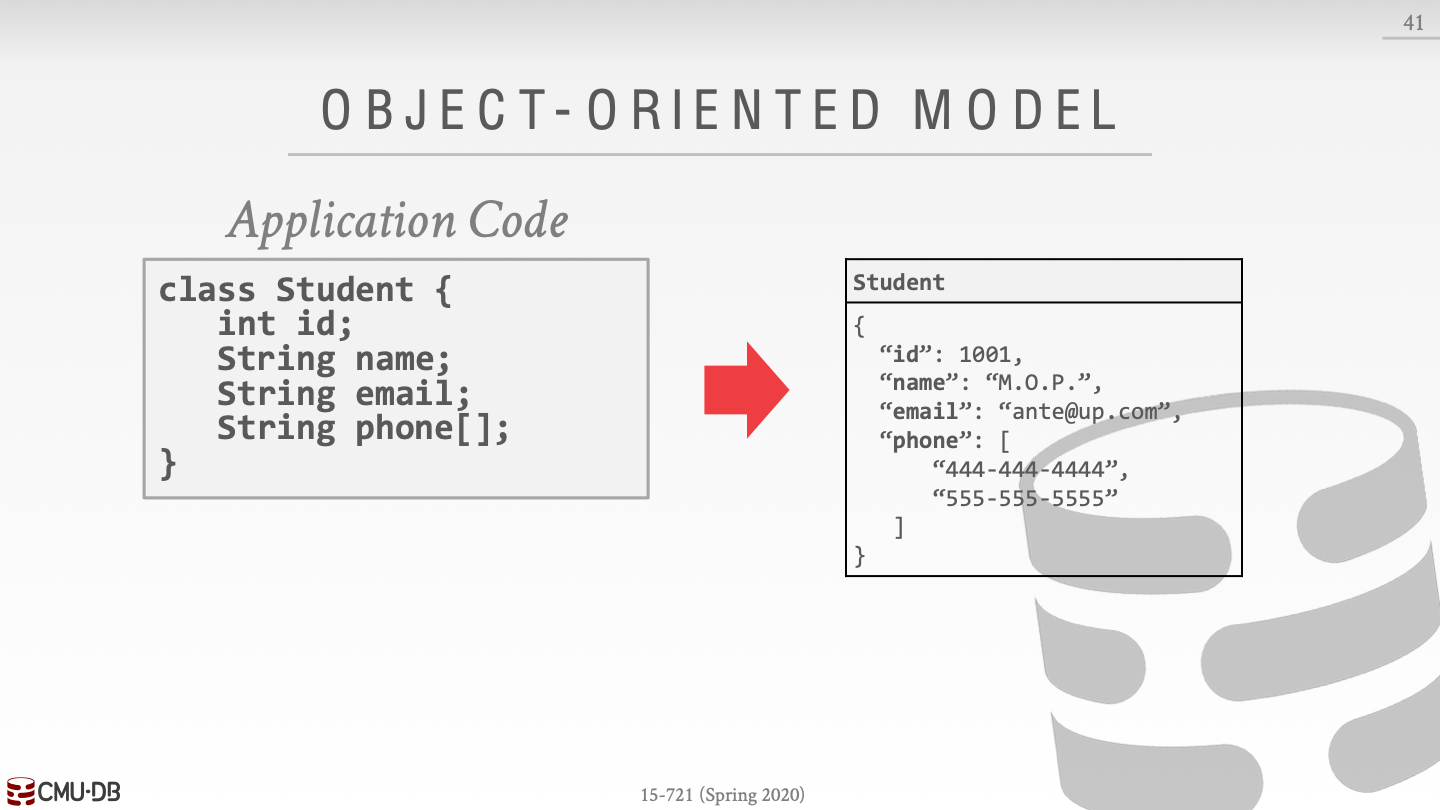 41
OBJECT-ORIENTED MODEL
Application Code
class Student {
int id;
String name;
String email;
String phone[];
}
Student
{
“id”: 1001,
“name”: “M.O.P.”,
“email”: “ante@up.com”,
“phone”: [
“444-444-4444”,
“555-555-5555”
]
}
CMU·DB
15-721 (Spring 2020)